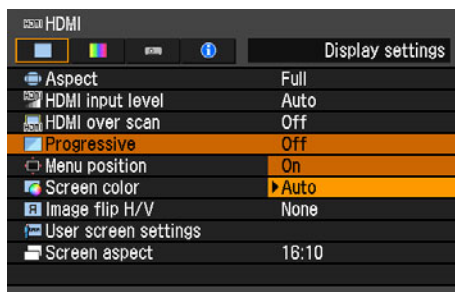 HDMI
Display settings
Aspect Full
HDMI input level Auto
HDMI over scan Off
Progressive Off
Menu position On
Screen color Auto
Image flip H/V None
User screen settings
Screen aspect 16:10